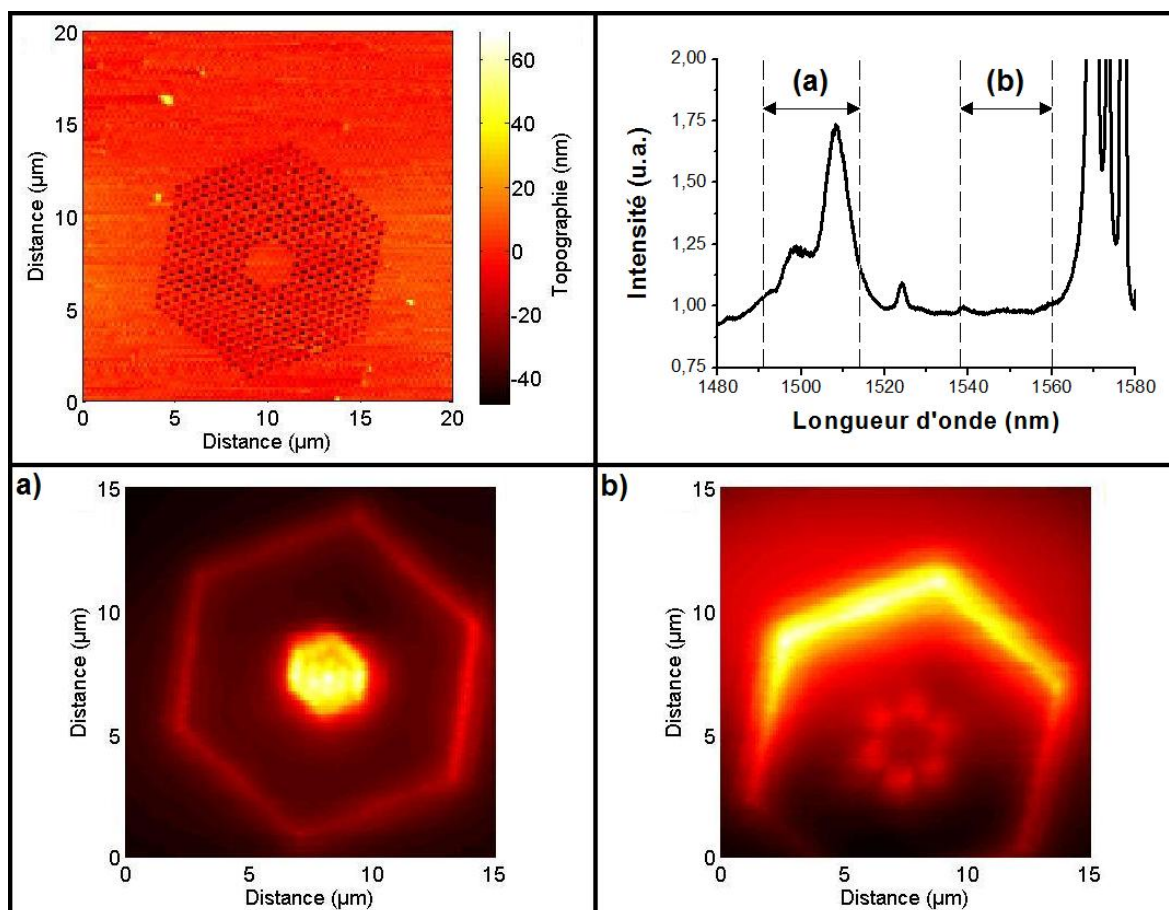 20
15
10
5
0
0 5 10 15 20
Distance (µm)
Distance (µm)
60
40
20
0
-20
-40
Topographie (nm)
2,00
1,75
1,50
1,25
1,00
0,75
(a) (b)
1480 1500 1520 1540 1560 1580
Intensité (u.a.)
Longueur d'onde (nm)
a)
15
10
5
0
0 5 10 15
Distance (µm)
Distance (µm)
b)
15
10
5
0
0 5 10 15
Distance (µm)
Distance (µm)